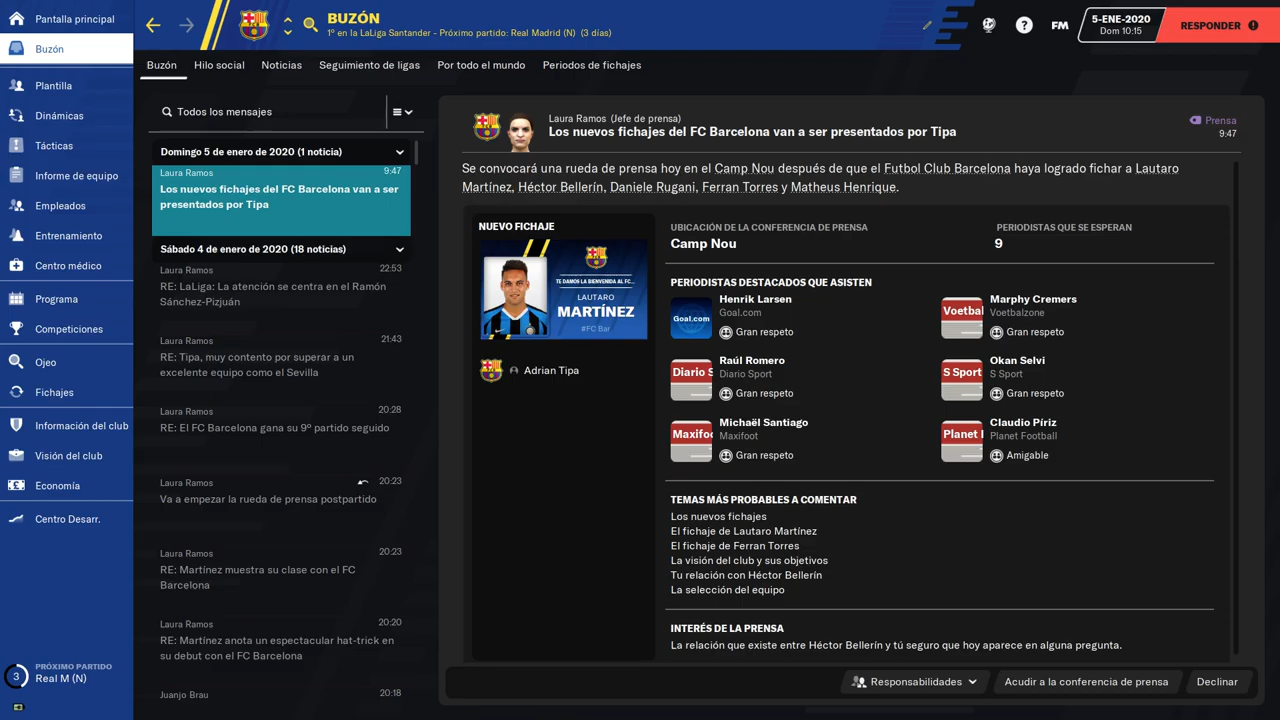 Pantalla principal
Buzón
Plantilla
Dinámicas
Tácticas
Informe de equipo
Empleados
Entrenamiento
Centro médico
Programa
Competiciones
Ojeo
Fichajes
Información del club
Visión del club
Economía
Centro Desarr.
3
PRÓXIMO PARTIDO
Real M (N)
BUZÓN
1º en la LaLiga Santander - Próximo partido: Real Madrid (N) (3 días)
?
FM
5-ENE-2020
Dom 10:15
RESPONDER
Buzón
Hilo social
Noticias
Seguimiento de ligas
Por todo el mundo
Periodos de fichajes
Todos los mensajes
Domingo 5 de enero de 2020 (1 noticia)
Laura Ramos 9:47
Los nuevos fichajes del FC Barcelona van a ser
presentados por Tipa
Sábado 4 de enero de 2020 (18 noticias)
Laura Ramos 22:53
RE: LaLiga: La atención se centra en el Ramón
Sánchez-Pizjuán
Laura Ramos 21:43
RE: Tipa, muy contento por superar a un
excelente equipo como el Sevilla
Laura Ramos 20:28
RE: El FC Barcelona gana su 9º partido seguido
Laura Ramos 20:23
Va a empezar la rueda de prensa postpartido
Laura Ramos 20:23
RE: Martínez muestra su clase con el FC
Barcelona
Laura Ramos 20:20
RE: Martínez anota un espectacular hat-trick en
su debut con el FC Barcelona
Juanjo Brau 20:18
Laura Ramos (Jefe de prensa)
Los nuevos fichajes del FC Barcelona van a ser presentados por Tipa
Prensa
9:47
Se convocará una rueda de prensa hoy en el Camp Nou después de que el Futbol Club Barcelona haya logrado fichar a Lautaro
Martínez, Héctor Bellerín, Daniele Rugani, Ferran Torres y Matheus Henrique.
NUEVO FICHAJE
TE DAMOS LA BIENVENIDA AL FC...
LAUTARO
MARTÍNEZ
#FC Bar
Adrian Tipa
UBICACIÓN DE LA CONFERENCIA DE PRENSA
Camp Nou
PERIODISTAS QUE SE ESPERAN
9
PERIODISTAS DESTACADOS QUE ASISTEN
Goal.com
Henrik Larsen
Goal.com
Gran respeto
Voetbal
Marphy Cremers
Voetbalzone
Gran respeto
Diario S
Raúl Romero
Diario Sport
Gran respeto
S Sport
Okan Selvi
S Sport
Gran respeto
Maxifoo
Michaël Santiago
Maxifoot
Gran respeto
Planet
Claudio Píriz
Planet Football
Amigable
TEMAS MÁS PROBABLES A COMENTAR
Los nuevos fichajes
El fichaje de Lautaro Martínez
El fichaje de Ferran Torres
La visión del club y sus objetivos
Tu relación con Héctor Bellerín
La selección del equipo
INTERÉS DE LA PRENSA
La relación que existe entre Héctor Bellerín y tú seguro que hoy aparece en alguna pregunta.
Responsabilidades
Acudir a la conferencia de prensa
Declinar